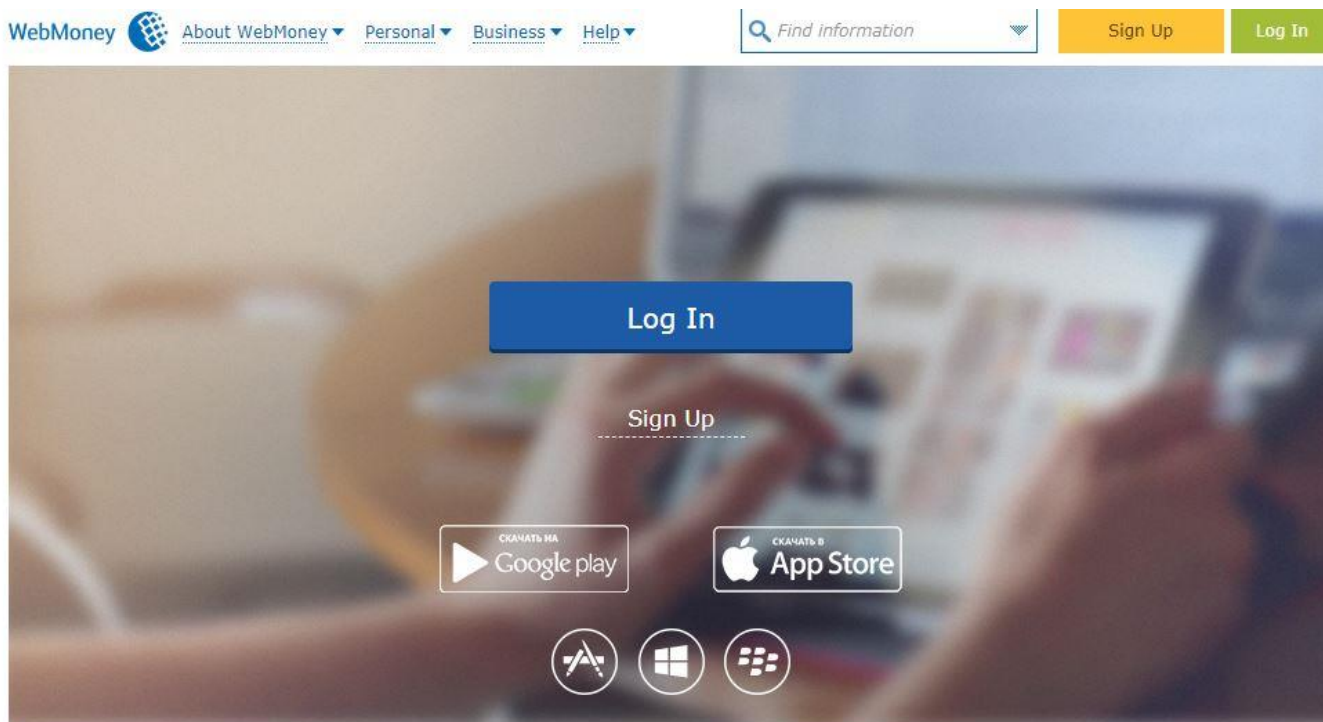 WebMoney About WebMoney Personal Business Help Find information Sign Up Log In
Log In
Sign Up
СКАЧАТЬ НА
Google play
СКАЧАТЬ В
App Store